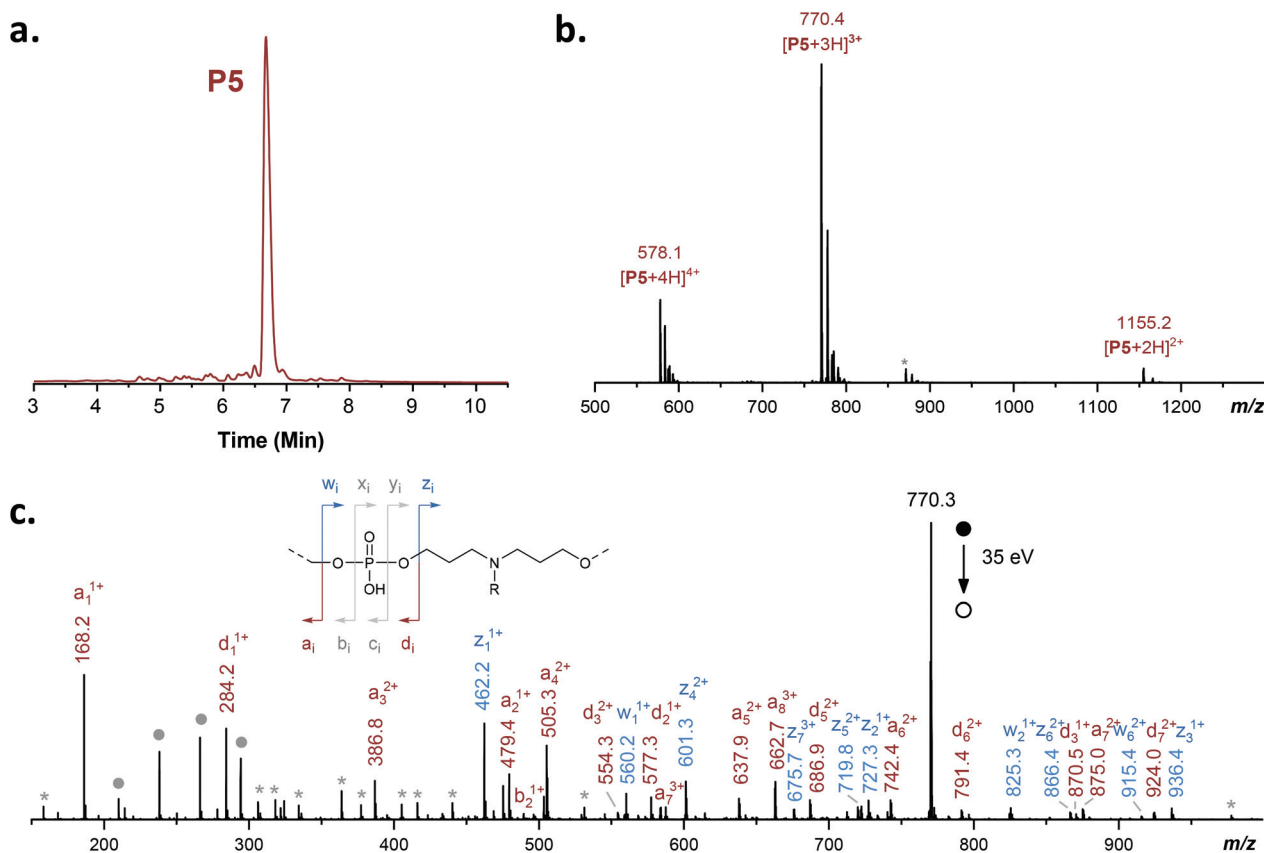 a.
P5
3 4 5 6 7 8 9 10
Time (Min)
b.
770.4
[P5+3H]³⁺
578.1
[P5+4H]⁴⁺
1155.2
[P5+2H]²⁺
*
500 600 700 800 900 1000 1100 1200 m/z
c.
wᵢ xᵢ yᵢ zᵢ
O O P O N O
OH R
aᵢ bᵢ cᵢ dᵢ
770.3
35 eV
a₁¹⁺ 168.2
d₁¹⁺ 284.2
a₃²⁺ 386.8
z₁¹⁺ 462.2
a₂¹⁺ 479.4
b₂¹⁺
a₄²⁺ 505.3
d₃²⁺ 554.3
w₁¹⁺ 560.2
d₂¹⁺ 577.3
a₇³⁺
z₄²⁺ 601.3
a₅²⁺ 637.9
a₈³⁺ 662.7
z₇³⁺ 675.7
d₅²⁺ 686.9
z₅²⁺ 719.8
z₂¹⁺ 727.3
a₆²⁺ 742.4
d₆²⁺ 791.4
w₂¹⁺ 825.3
z₆²⁺ 866.4
d₃¹⁺ 870.5
a₇²⁺ 875.0
w₆²⁺ 915.4
d₇²⁺ 924.0
z₃¹⁺ 936.4
* * * * * * * * * * *
200 300 400 500 600 700 800 900 m/z